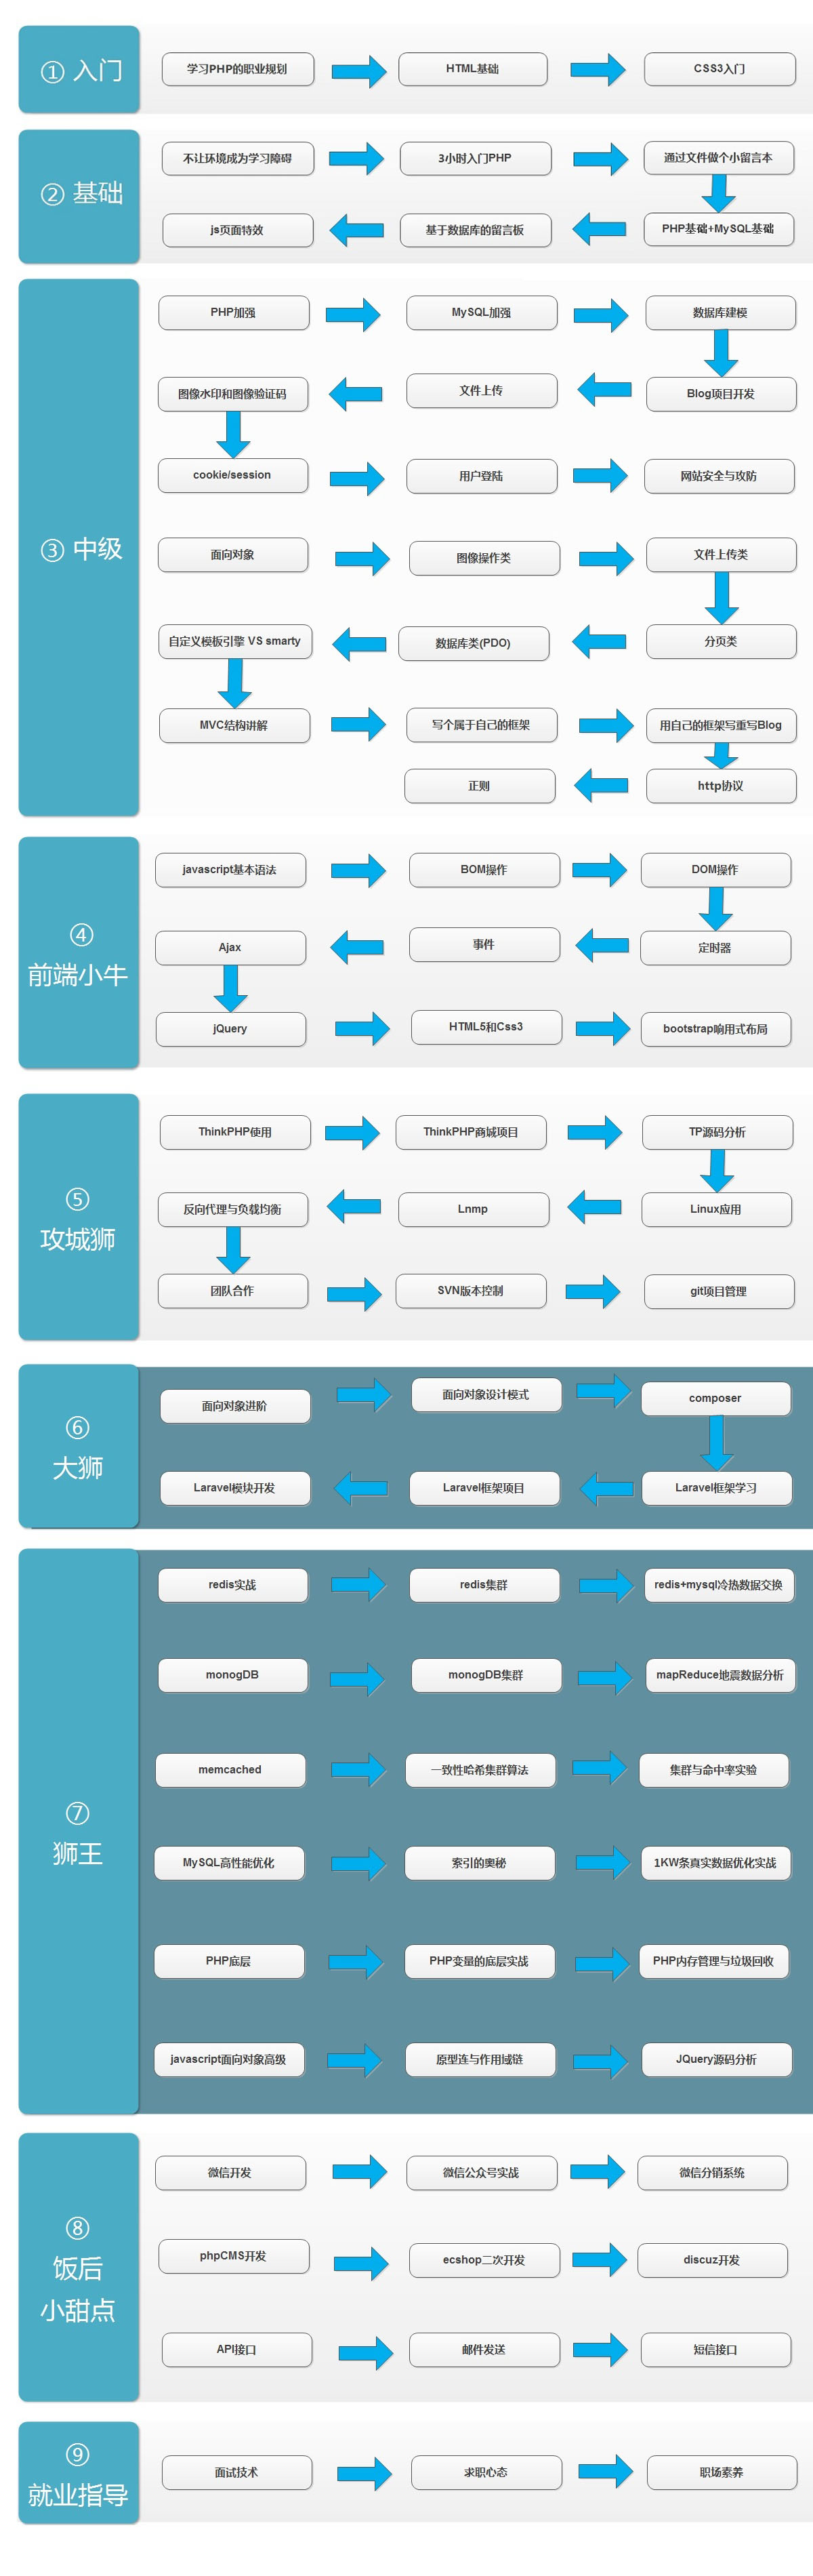 ① 入门
学习PHP的职业规划
HTML基础
CSS3入门
② 基础
不让环境成为学习障碍
3小时入门PHP
通过文件做个小留言本
js页面特效
基于数据库的留言板
PHP基础+MySQL基础
③ 中级
PHP加强
MySQL加强
数据库建模
图像水印和图像验证码
文件上传
Blog项目开发
cookie/session
用户登陆
网站安全与攻防
面向对象
图像操作类
文件上传类
自定义模板引擎 VS smarty
数据库类(PDO)
分页类
MVC结构讲解
写个属于自己的框架
用自己的框架写重写Blog
正则
http协议
④
前端小牛
javascript基本语法
BOM操作
DOM操作
Ajax
事件
定时器
jQuery
HTML5和Css3
bootstrap响用式布局
⑤
攻城狮
ThinkPHP使用
ThinkPHP商城项目
TP源码分析
反向代理与负载均衡
Lnmp
Linux应用
团队合作
SVN版本控制
git项目管理
⑥
大狮
面向对象进阶
面向对象设计模式
composer
Laravel模块开发
Laravel框架项目
Laravel框架学习
⑦
狮王
redis实战
redis集群
redis+mysql冷热数据交换
monogDB
monogDB集群
mapReduce地震数据分析
memcached
一致性哈希集群算法
集群与命中率实验
MySQL高性能优化
索引的奥秘
1KW条真实数据优化实战
PHP底层
PHP变量的底层实战
PHP内存管理与垃圾回收
javascript面向对象高级
原型连与作用域链
JQuery源码分析
⑧
饭后
小甜点
微信开发
微信公众号实战
微信分销系统
phpCMS开发
ecshop二次开发
discuz开发
API接口
邮件发送
短信接口
⑨
就业指导
面试技术
求职心态
职场素养